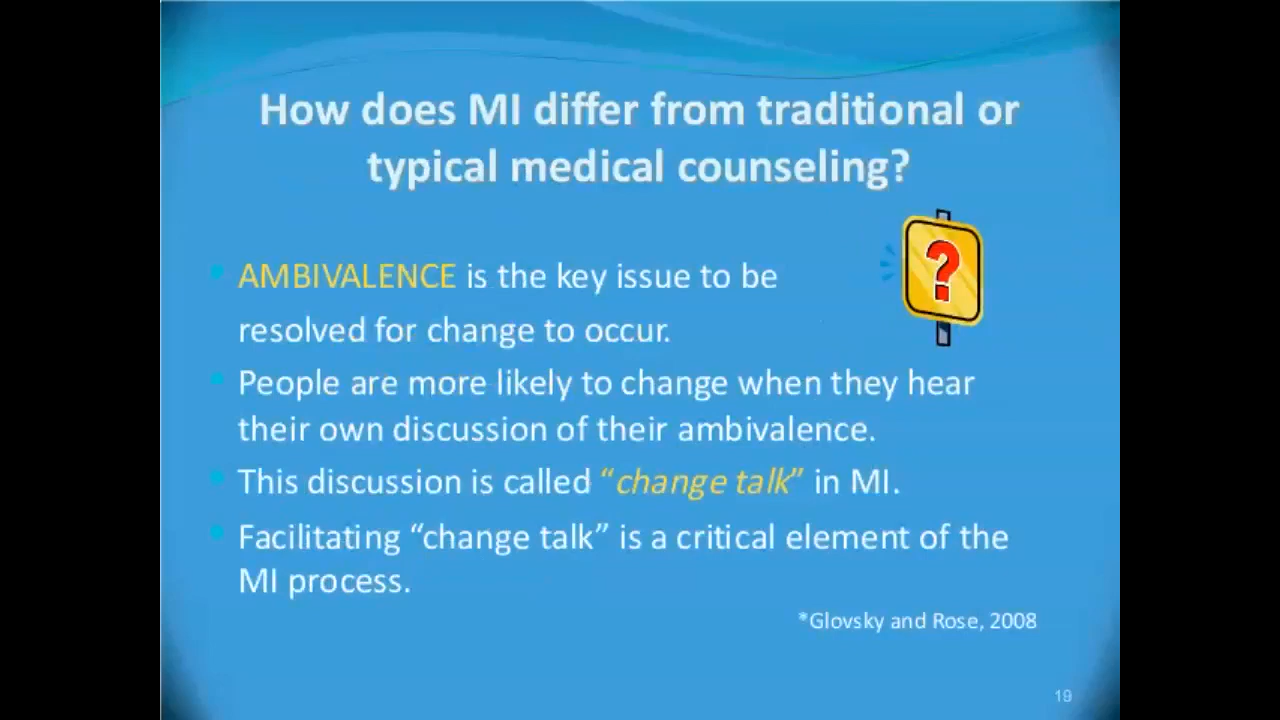 How does MI differ from traditional or
typical medical counseling?
?
AMBIVALENCE is the key issue to be
resolved for change to occur.
People are more likely to change when they hear
their own discussion of their ambivalence.
This discussion is called “change talk” in MI.
Facilitating “change talk” is a critical element of the
MI process.
*Glovsky and Rose, 2008
19